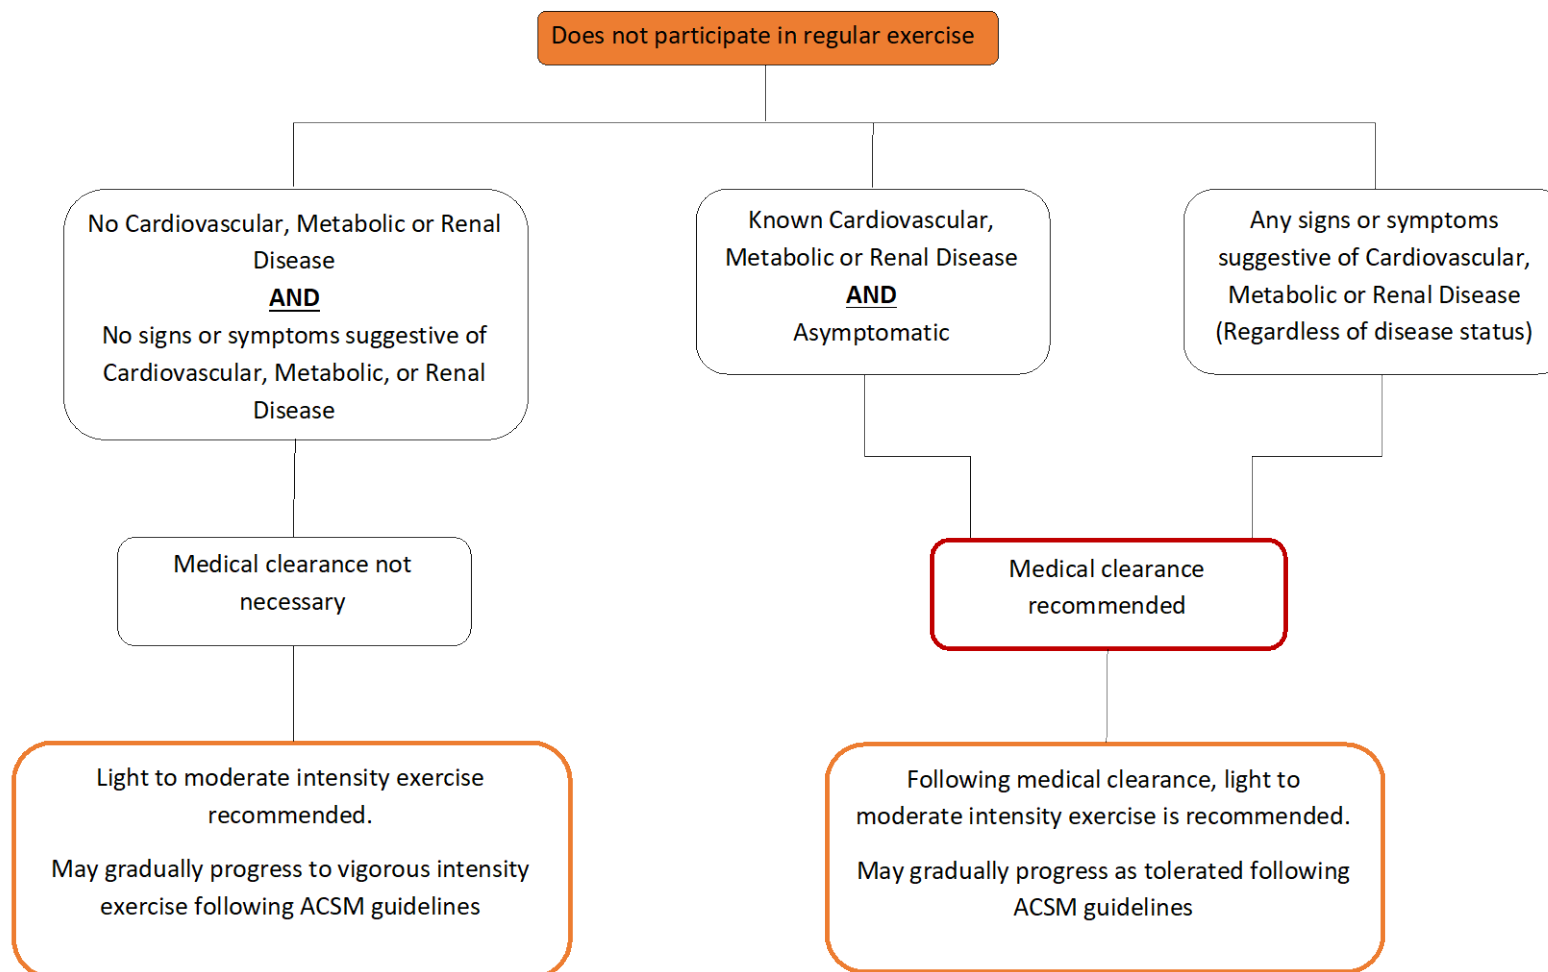 Does not participate in regular exercise
No Cardiovascular, Metabolic or Renal
Disease
AND
No signs or symptoms suggestive of
Cardiovascular, Metabolic, or Renal
Disease
Known Cardiovascular,
Metabolic or Renal Disease
AND
Asymptomatic
Any signs or symptoms
suggestive of Cardiovascular,
Metabolic or Renal Disease
(Regardless of disease status)
Medical clearance not
necessary
Medical clearance
recommended
Light to moderate intensity exercise
recommended.
May gradually progress to vigorous intensity
exercise following ACSM guidelines
Following medical clearance, light to
moderate intensity exercise is recommended.
May gradually progress as tolerated following
ACSM guidelines